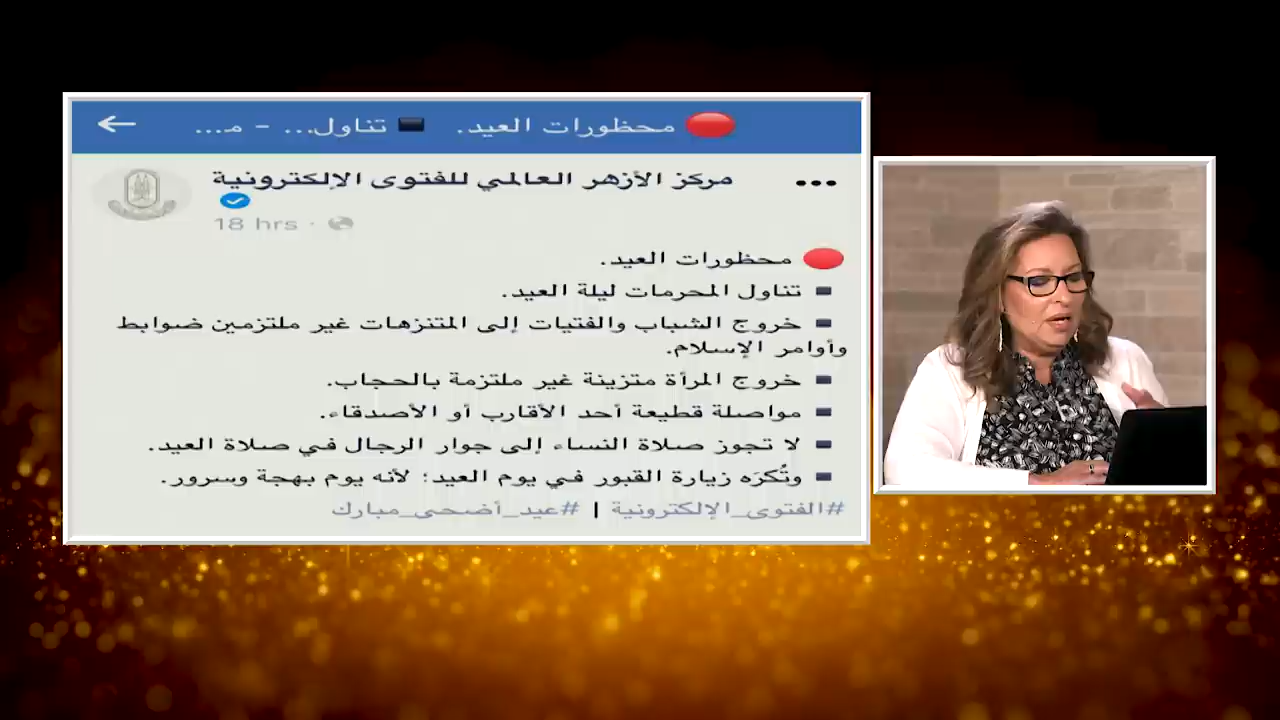 محظورات العيد. ▪ تناول... - مـ...
مركز الأزهر العالمي للفتوى الإلكترونية
18 hrs ·
محظورات العيد.
▪ تناول المحرمات ليلة العيد.
▪ خروج الشباب والفتيات إلى المتنزهات غير ملتزمين ضوابط
وأوامر الإسلام.
▪ خروج المرأة متزينة غير ملتزمة بالحجاب.
▪ مواصلة قطيعة أحد الأقارب أو الأصدقاء.
▪ لا تجوز صلاة النساء إلى جوار الرجال في صلاة العيد.
▪ وتُكرَه زيارة القبور في يوم العيد؛ لأنه يوم بهجة وسرور.
#الفتوى_الإلكترونية | #عيد_أضحى_مبارك